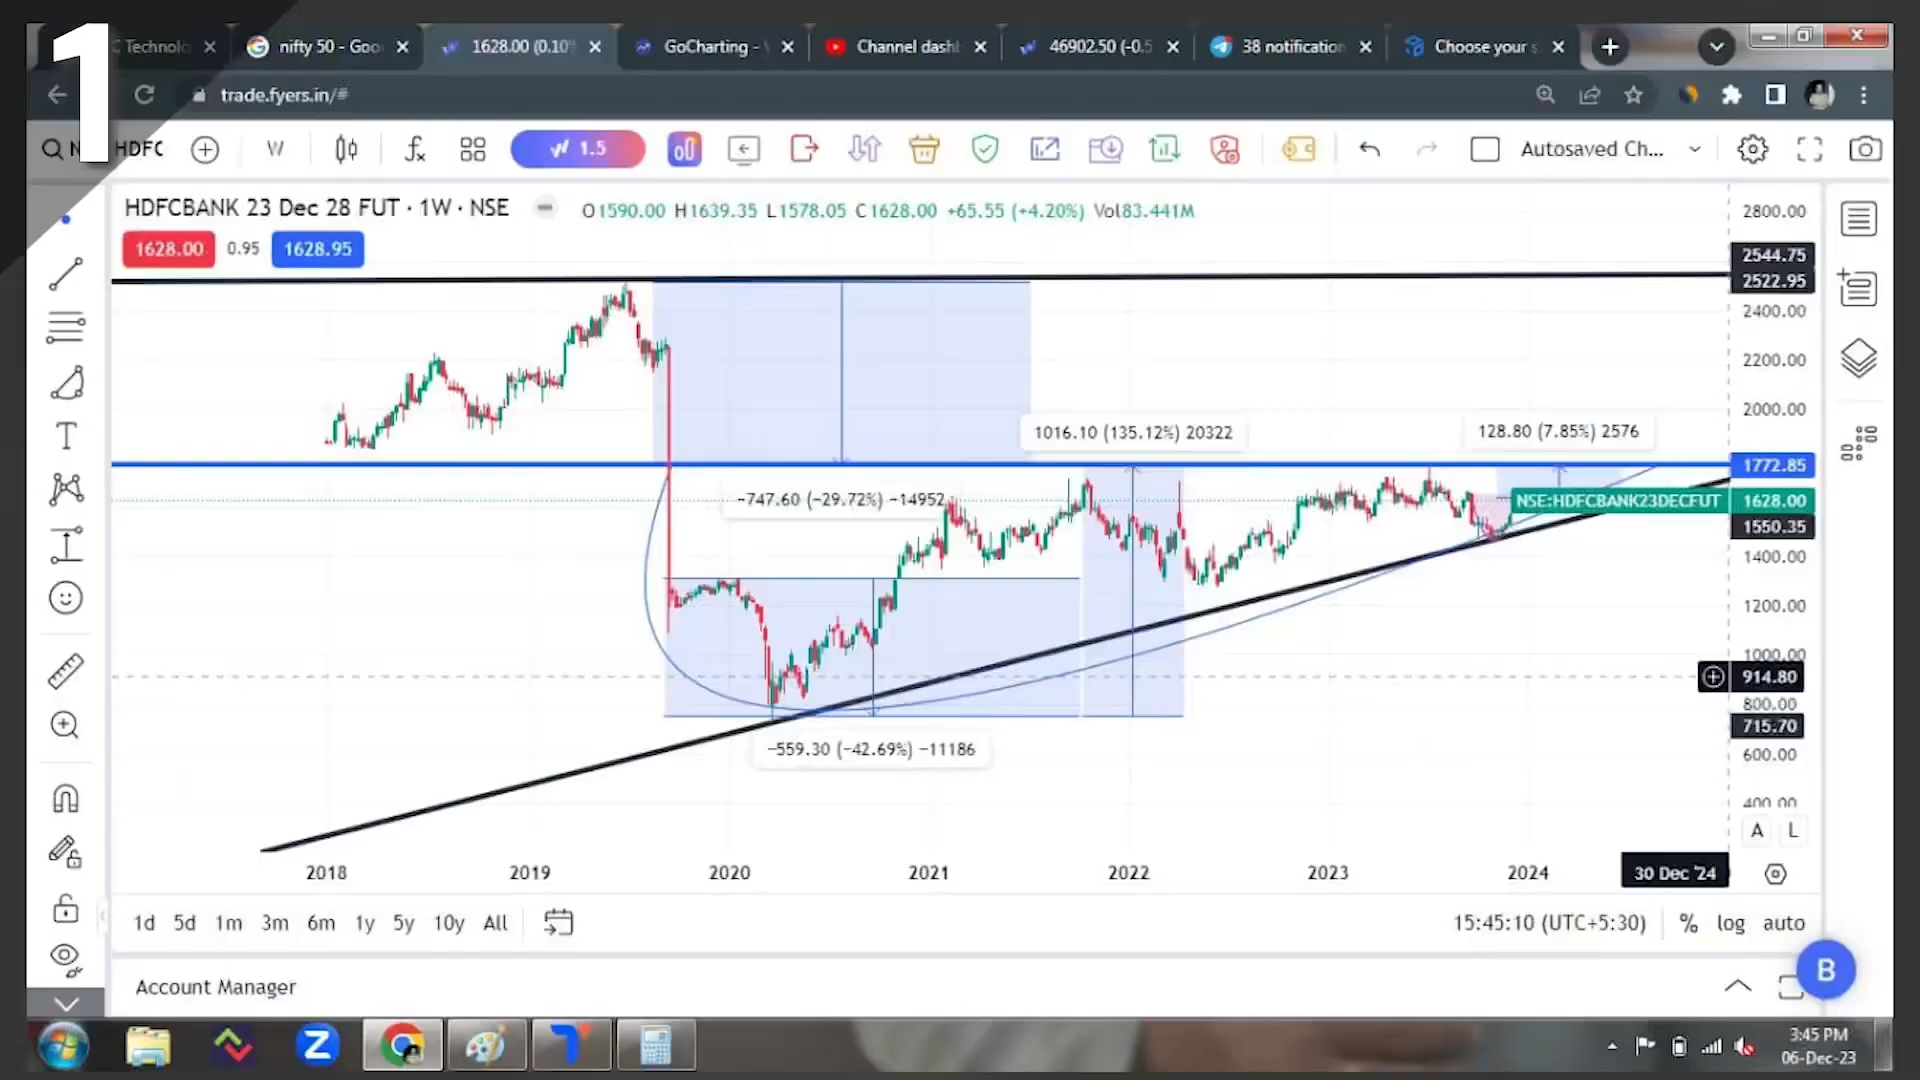 1
C Technolo
nifty 50 - Goo
1628.00 (0.10%
GoCharting -
Channel dash
46902.50 (-0.5
38 notification
Choose your s
trade.fyers.in/#
N HDFC
W
1.5
Autosaved Ch...
HDFCBANK 23 Dec 28 FUT · 1W · NSE
O1590.00 H1639.35 L1578.05 C1628.00 +65.55 (+4.20%) Vol83.441M
1628.00 0.95 1628.95
2800.00
2544.75
2522.95
2400.00
2200.00
2000.00
1016.10 (135.12%) 20322
128.80 (7.85%) 2576
1772.85
−747.60 (−29.72%) −14952
NSE:HDFCBANK23DECFUT 1628.00
1550.35
1400.00
1200.00
1000.00
914.80
800.00
715.70
−559.30 (−42.69%) −11186
600.00
400.00
A L
2018 2019 2020 2021 2022 2023 2024 30 Dec '24
1d 5d 1m 3m 6m 1y 5y 10y All
15:45:10 (UTC+5:30) % log auto
Account Manager
B
3:45 PM
06-Dec-23